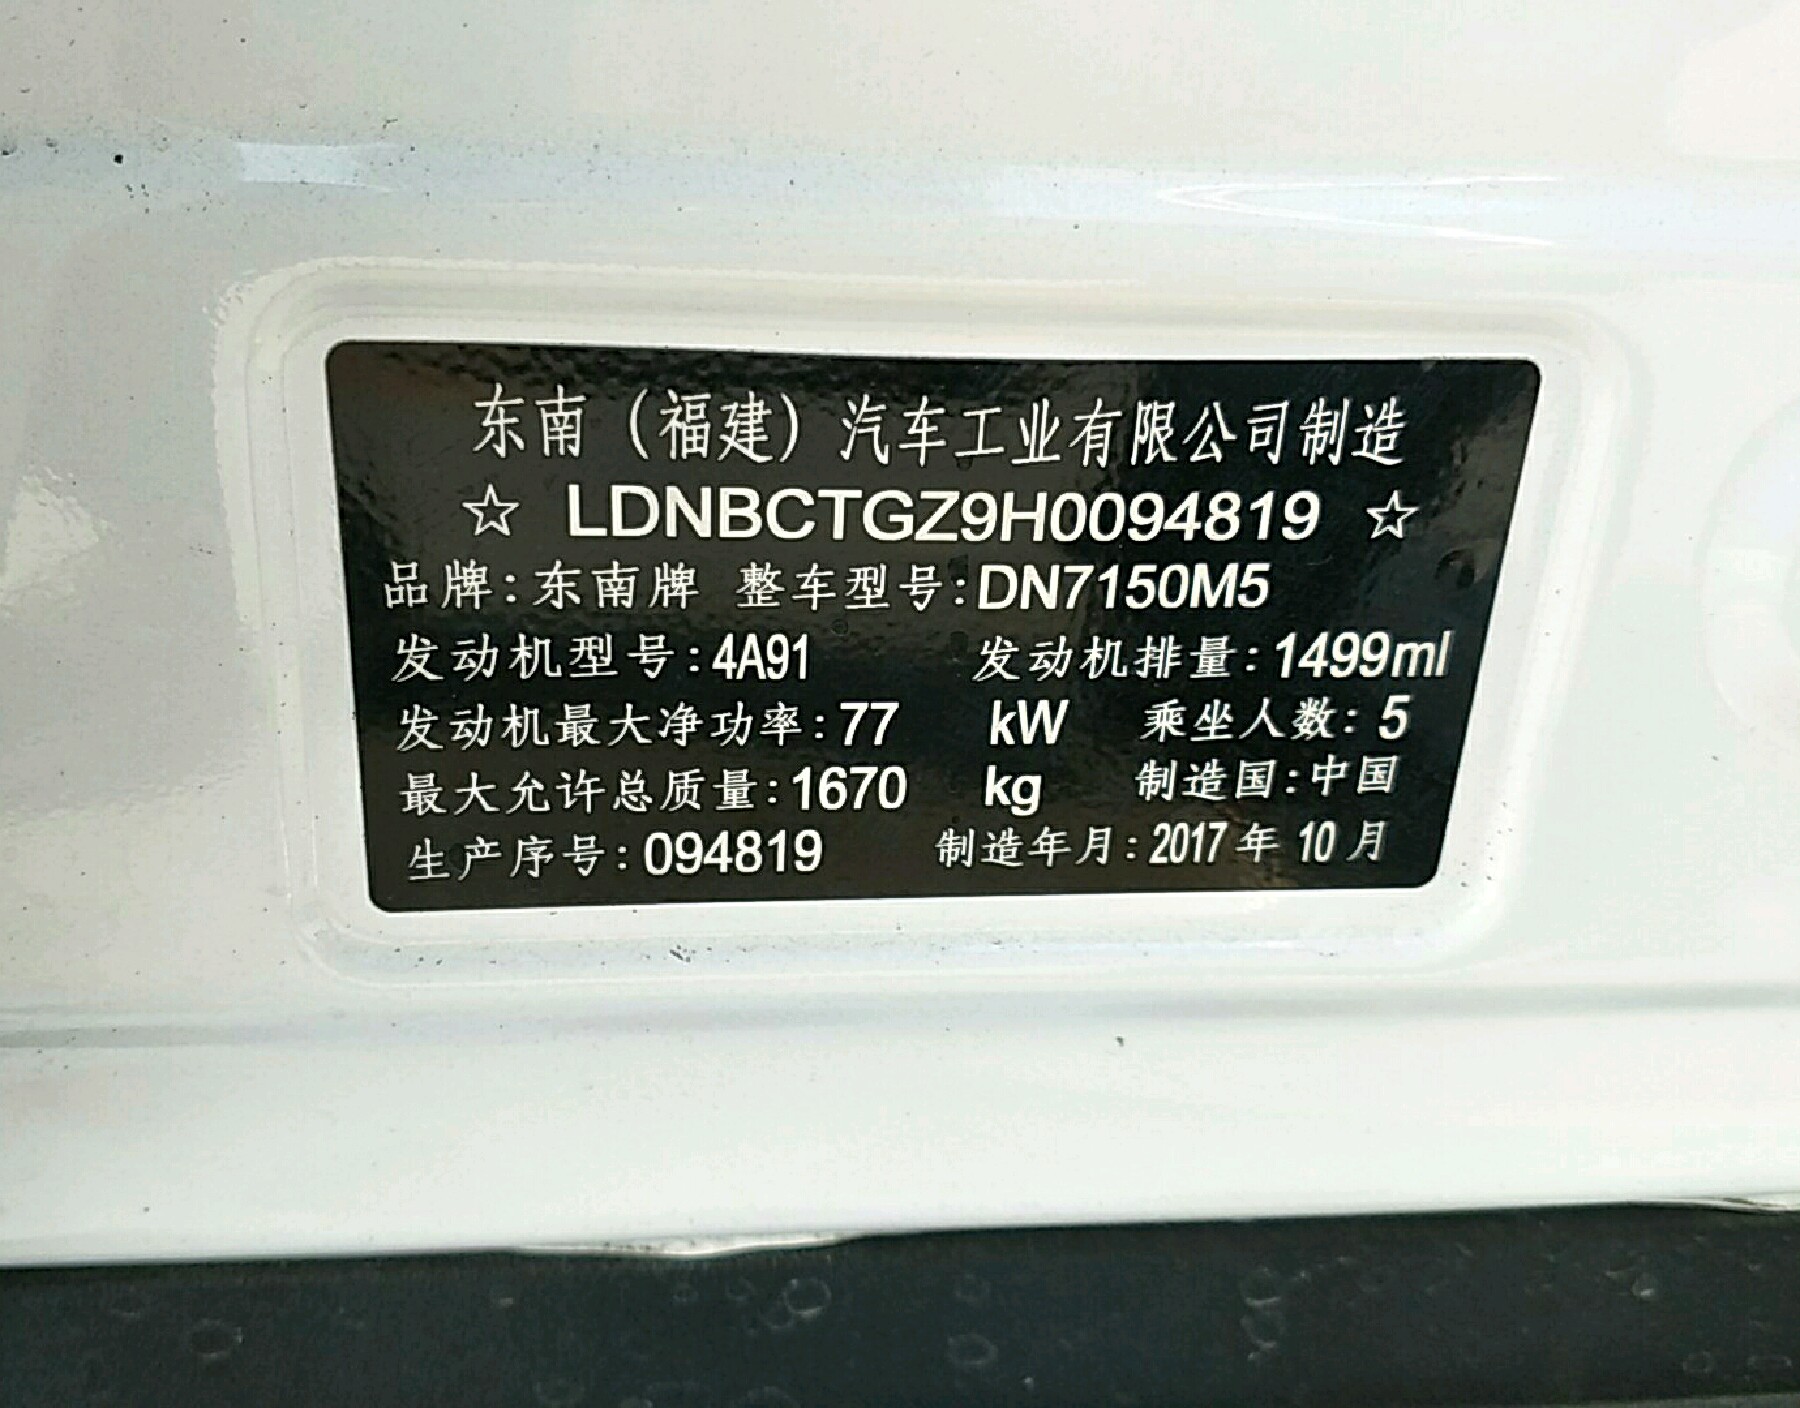 东南（福建）汽车工业有限公司制造
☆ LDNBCTGZ9H0094819 ☆
品牌:东南牌 整车型号:DN7150M5
发动机型号:4A91 发动机排量:1499ml
发动机最大净功率:77 kW 乘坐人数:5
最大允许总质量:1670 kg 制造国:中国
生产序号:094819 制造年月:2017年10月